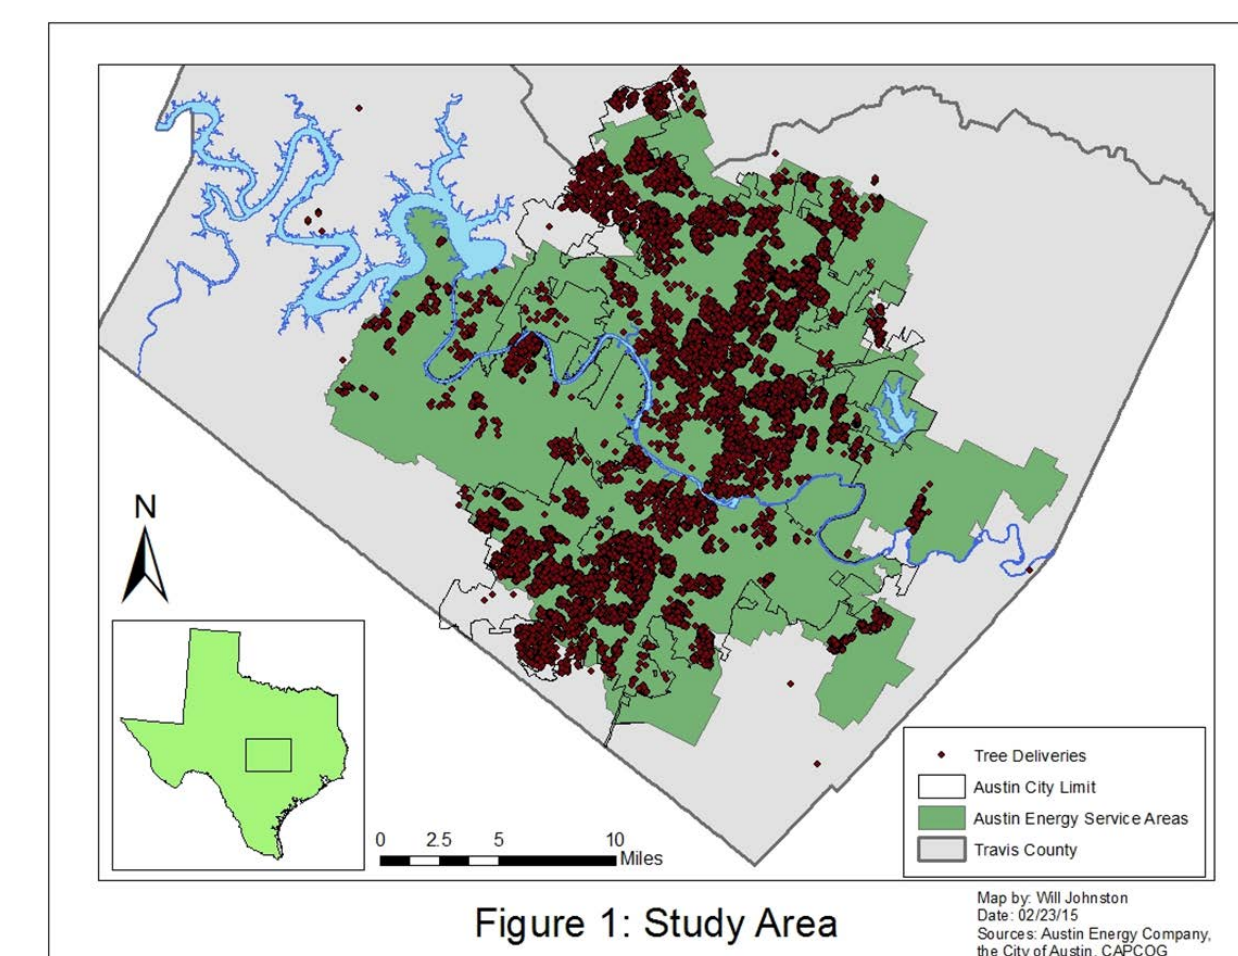 N
0 2.5 5 10
Miles
Tree Deliveries
Austin City Limit
Austin Energy Service Areas
Travis County
Figure 1: Study Area
Map by: Will Johnston
Date: 02/23/15
Sources: Austin Energy Company,
the City of Austin, CAPCOG